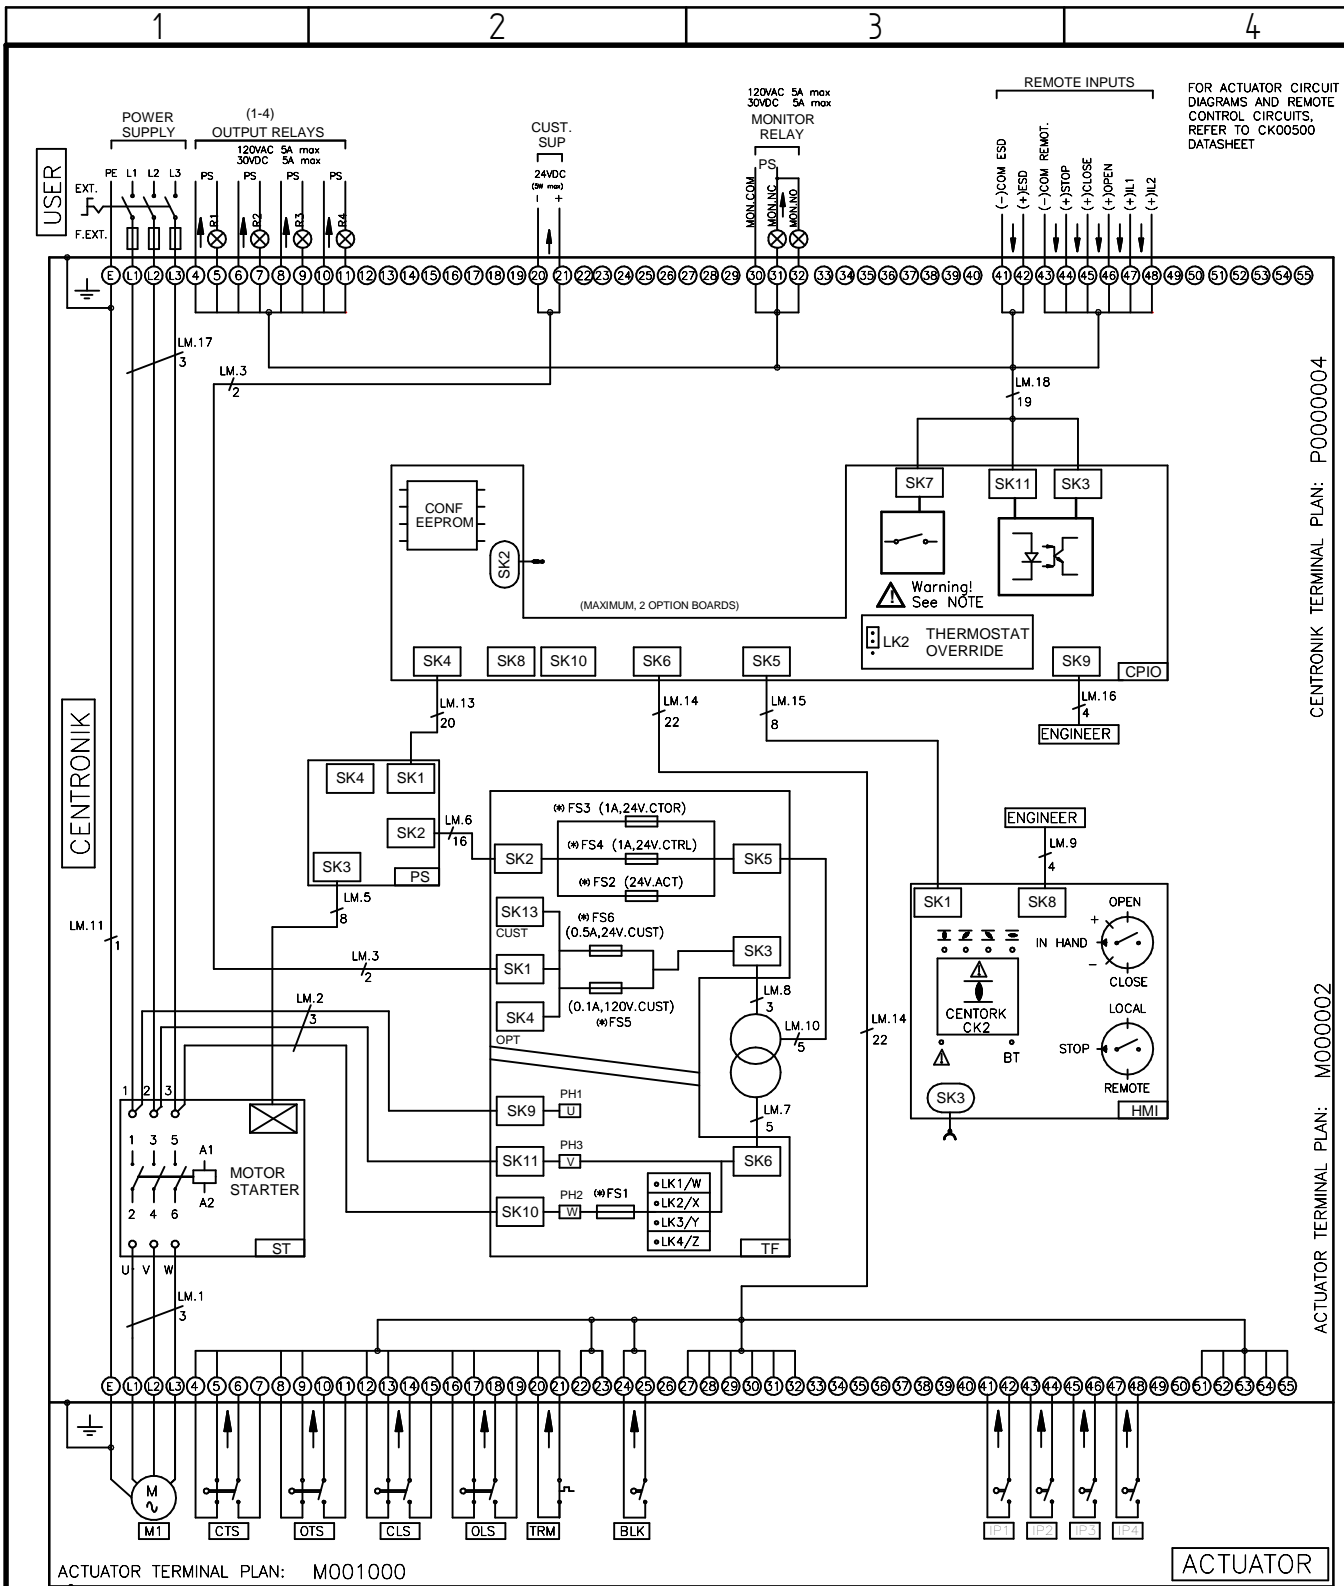 1 2 3 4
FOR ACTUATOR CIRCUIT
DIAGRAMS AND REMOTE
CONTROL CIRCUITS,
REFER TO CK00500
DATASHEET
POWER
SUPPLY
(1-4)
OUTPUT RELAYS
120VAC 5A max
30VDC 5A max
CUST.
SUP
24VDC
(5W max)
- +
120VAC 5A max
30VDC 5A max
MONITOR
RELAY
PS
MON.COM
MON.NC
MON.NO
REMOTE INPUTS
(-)COM ESD
(+)ESD
(-)COM REMOT.
(+)STOP
(+)CLOSE
(+)OPEN
(+)IL1
(+)IL2
USER
EXT.
F.EXT.
PE L1 L2 L3
PS PS PS PS
R1 R2 R3 R4
E L1 L2 L3 4 5 6 7 8 9 10 11 12 13 14 15 16 17 18 19 20 21 22 23 24 25 26 27 28 29 30 31 32 33 34 35 36 37 38 39 40 41 42 43 44 45 46 47 48 49 50 51 52 53 54 55
LM.17
3
LM.3
2
LM.18
19
CENTRONIK TERMINAL PLAN: P000004
CONF
EEPROM
SK2
SK7 SK11 SK3
Warning!
See NOTE
(MAXIMUM, 2 OPTION BOARDS)
LK2
THERMOSTAT
OVERRIDE
SK4 SK8 SK10 SK6 SK5 SK9
CPIO
LM.13
20
LM.14
22
LM.15
8
LM.16
4
ENGINEER
CENTRONIK
SK4 SK1
SK2
SK3
PS
LM.6
16
LM.5
8
(*)FS3 (1A,24V.CTOR)
(*)FS4 (1A,24V.CTRL)
(*)FS2 (24V.ACT)
SK2 SK5
SK13
CUST
(*)FS6
(0.5A,24V.CUST)
SK1
SK3
SK4
OPT
(0.1A,120V.CUST)
(*)FS5
LM.3
2
LM.8
3
LM.10
5
LM.7
5
LM.14
22
LM.11
1
LM.2
3
SK9
PH1
U
SK11
PH3
V
SK6
SK10
PH2
W
(*)FS1
LK1/W
LK2/X
LK3/Y
LK4/Z
TF
ENGINEER
LM.9
4
SK1 SK8
OPEN
+
IN HAND
-
CLOSE
CENTORK
CK2
BT
LOCAL
STOP
REMOTE
SK3
HMI
1 2 3
1 3 5
A1
A2
2 4 6
MOTOR
STARTER
ST
U V W
LM.1
3
ACTUATOR TERMINAL PLAN: M000002
E L1 L2 L3 4 5 6 7 8 9 10 11 12 13 14 15 16 17 18 19 20 21 22 23 24 25 26 27 28 29 30 31 32 33 34 35 36 37 38 39 40 41 42 43 44 45 46 47 48 49 50 51 52 53 54 55
M
M1 CTS OTS CLS OLS TRM BLK IP1 IP2 IP3 IP4
ACTUATOR TERMINAL PLAN: M001000
ACTUATOR